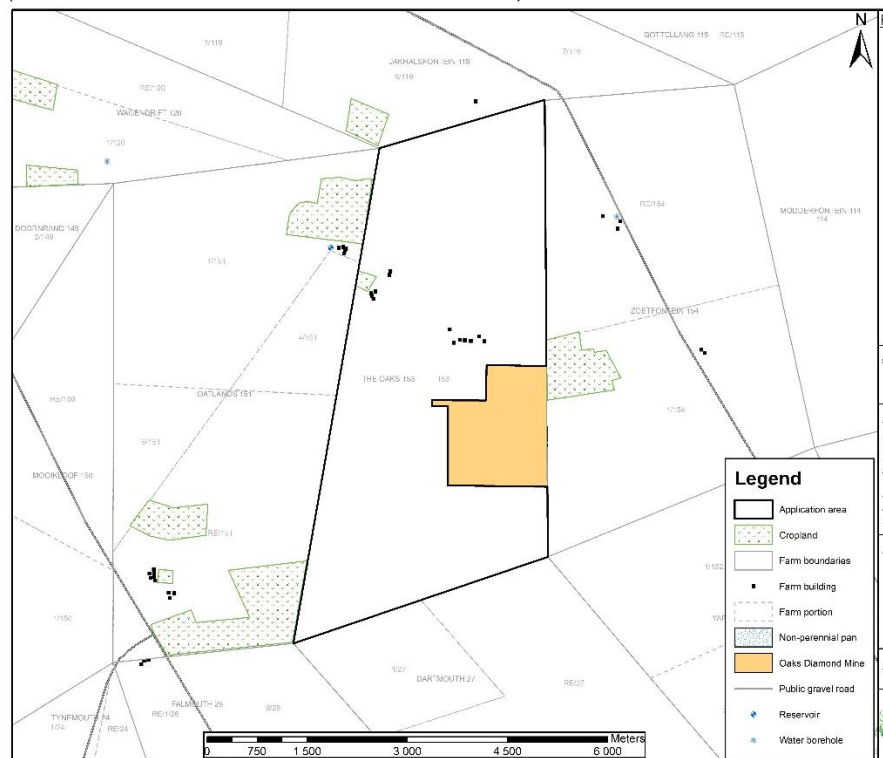 N
BOTTELLANG 115 RE/115
1/119
7/119
JAKHALSFONTEIN 119
6/119
RE/120
WAGENDRIFT 120
1/120
RE/154
MODDERFONTEIN 114
114
DOORNRAND 149
2/149
1/151
ZOETFONTEIN 154
4/151
THE OAKS 153 153
OATLANDS 151
RE/150
1/154
5/151
MOOIKLOOF 150
RE/151
1/152
1/150
1/27
DARTMOUTH 27
RE/27
FALMOUTH 26
2/26
RE/1/26
TYNEMOUTH 24
1/24
RE/24
Legend
Application area
Cropland
Farm boundaries
Farm building
Farm portion
Non-perennial pan
Oaks Diamond Mine
Public gravel road
Reservoir
Water borehole
Meters
0 750 1 500 3 000 4 500 6 000